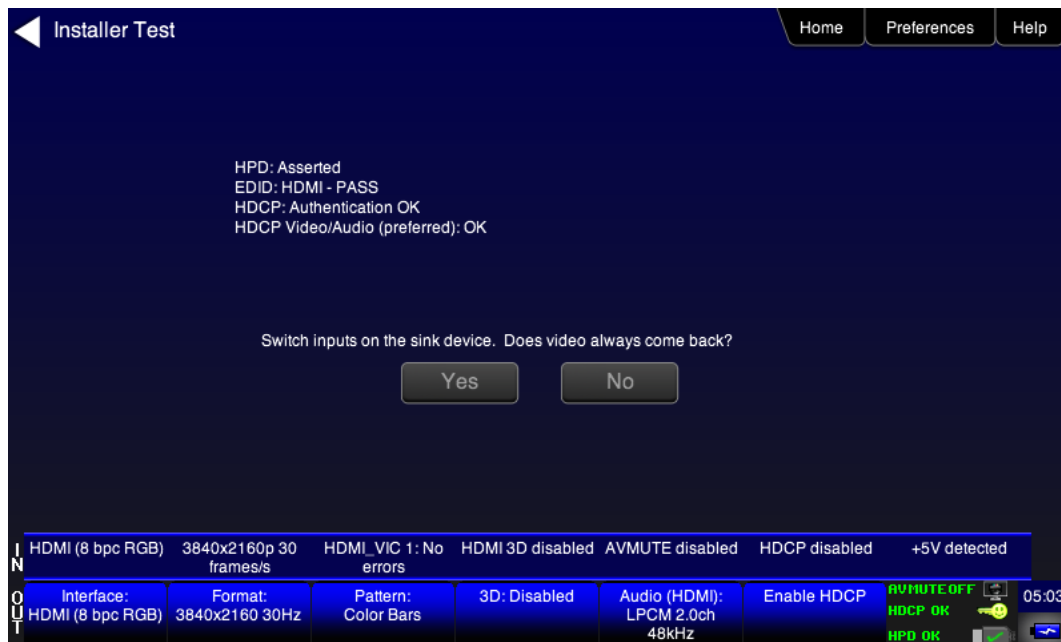 Installer Test
Home
Preferences
Help
HPD: Asserted
EDID: HDMI - PASS
HDCP: Authentication OK
HDCP Video/Audio (preferred): OK
Switch inputs on the sink device.  Does video always come back?
Yes
No
IN
HDMI (8 bpc RGB)
3840x2160p 30
frames/s
HDMI_VIC 1: No
errors
HDMI 3D disabled
AVMUTE disabled
HDCP disabled
+5V detected
OUT
Interface:
HDMI (8 bpc RGB)
Format:
3840x2160 30Hz
Pattern:
Color Bars
3D: Disabled
Audio (HDMI):
LPCM 2.0ch
48kHz
Enable HDCP
AVMUTEOFF
HDCP OK
HPD OK
05:03